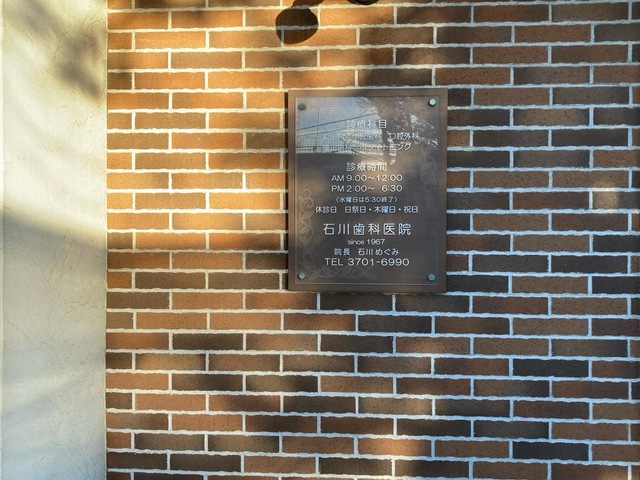 診療科目
口腔外科
診療時間
AM 9:00〜12:00
PM 2:00〜 6:30
(水曜日は5:30終了)
休診日 日祭日・木曜日・祝日
石川歯科医院
since 1967
院長 石川めぐみ
TEL 3701-6990